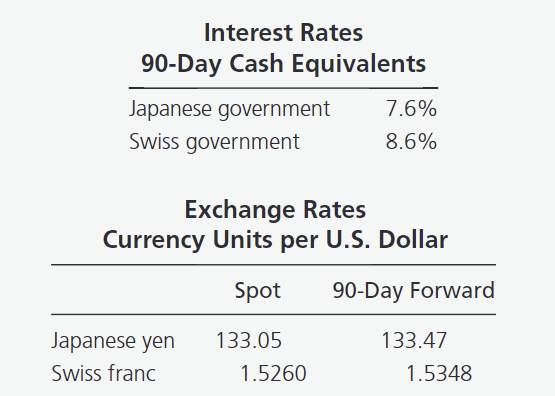 Interest Rates
90-Day Cash Equivalents
Japanese government 7.6%
Swiss government 8.6%
Exchange Rates
Currency Units per U.S. Dollar
Spot 90-Day Forward
Japanese yen 133.05 133.47
Swiss franc 1.5260 1.5348